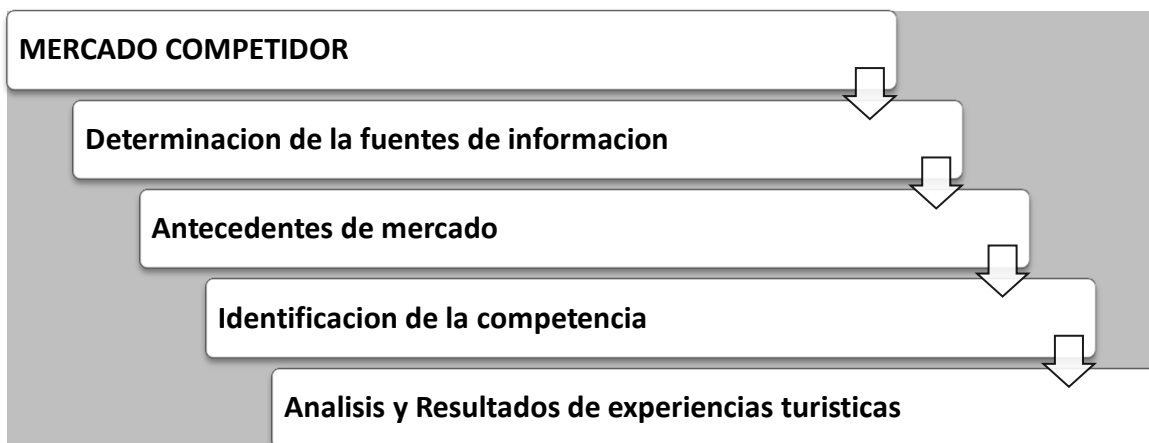 MERCADO COMPETIDOR
Determinacion de la fuentes de informacion
Antecedentes de mercado
Identificacion de la competencia
Analisis y Resultados de experiencias turisticas